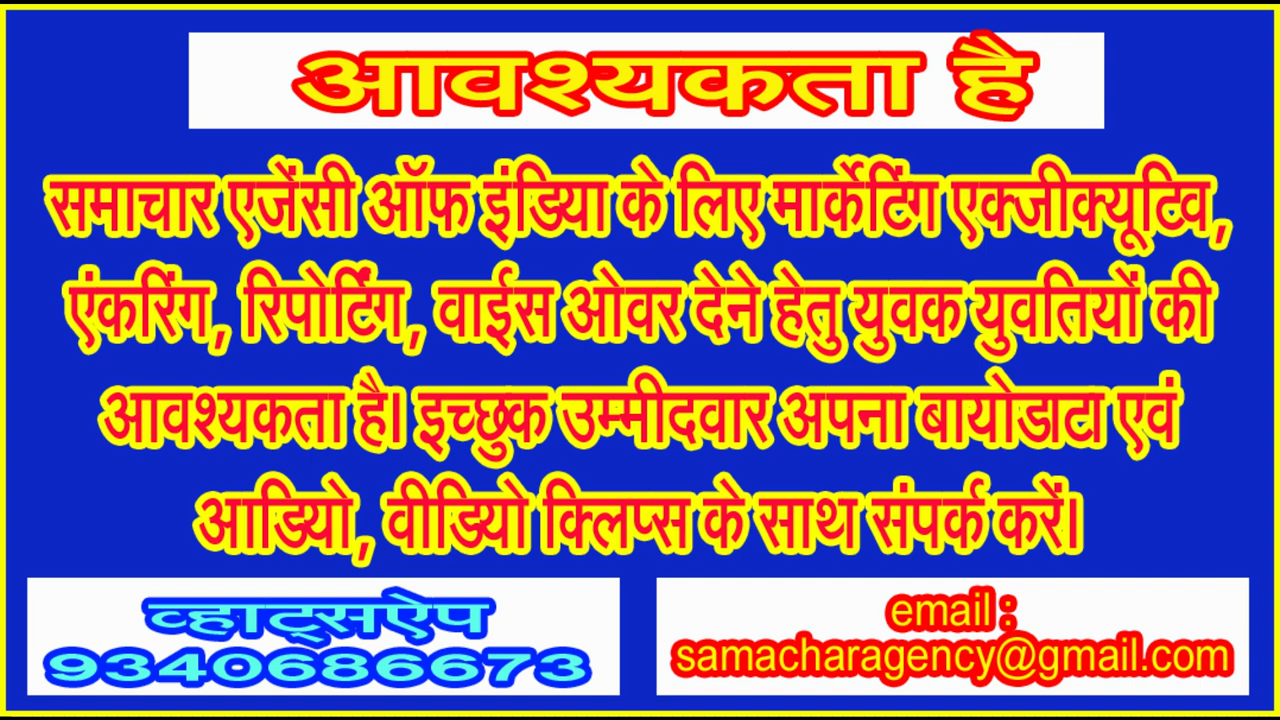 आवश्यकता है
समाचार एजेंसी ऑफ इंडिया के लिए मार्केटिंग एक्जीक्यूटिव,
एंकरिंग, रिपोर्टिंग, वाईस ओवर देने हेतु युवक युवतियों की
आवश्यकता है। इच्छुक उम्मीदवार अपना बायोडाटा एवं
आडियो, वीडियो क्लिप्स के साथ संपर्क करें।
व्हाट्सऐप
9340686673
email :
samacharagency@gmail.com